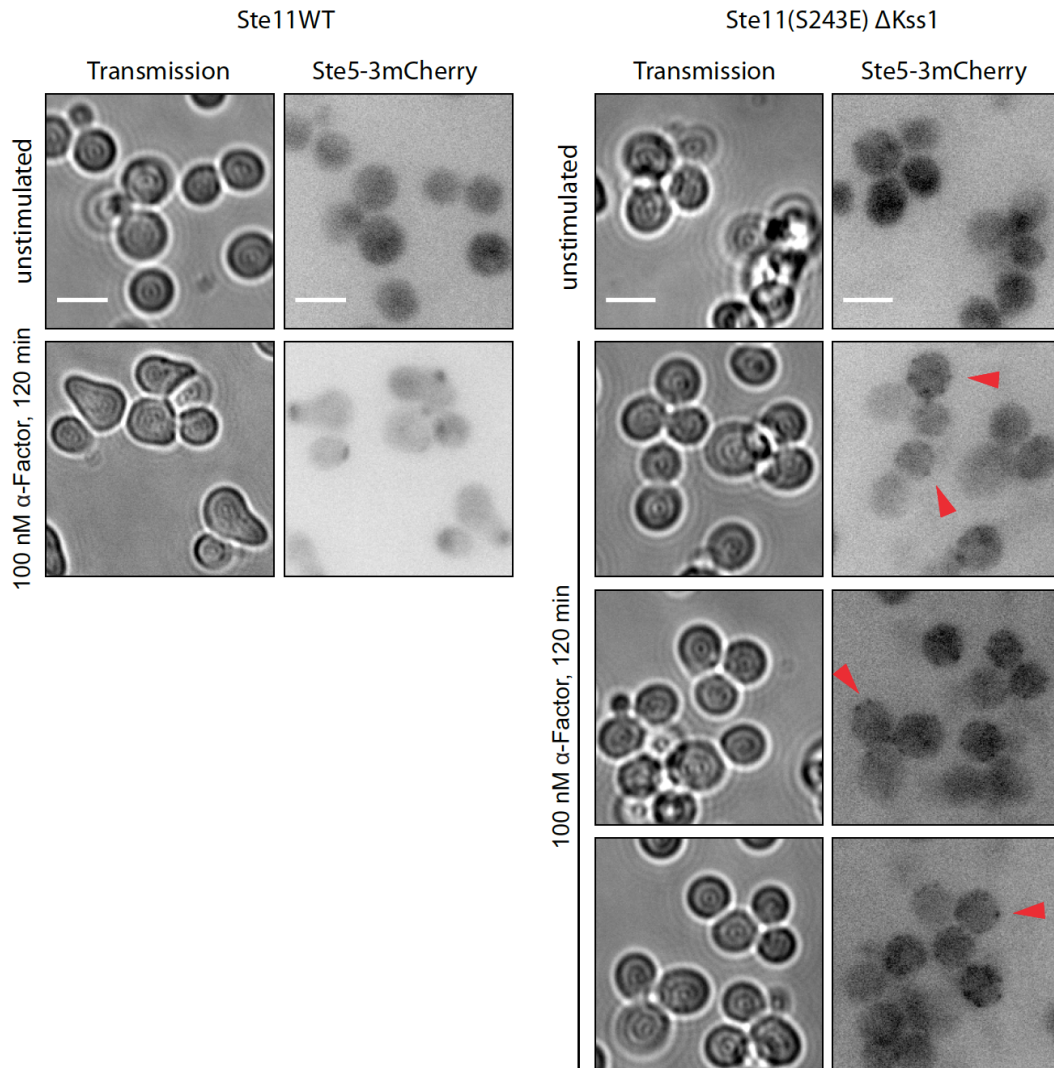 Ste11WT
Ste11(S243E) ΔKss1
Transmission
Ste5-3mCherry
Transmission
Ste5-3mCherry
unstimulated
unstimulated
100 nM α-Factor, 120 min
100 nM α-Factor, 120 min